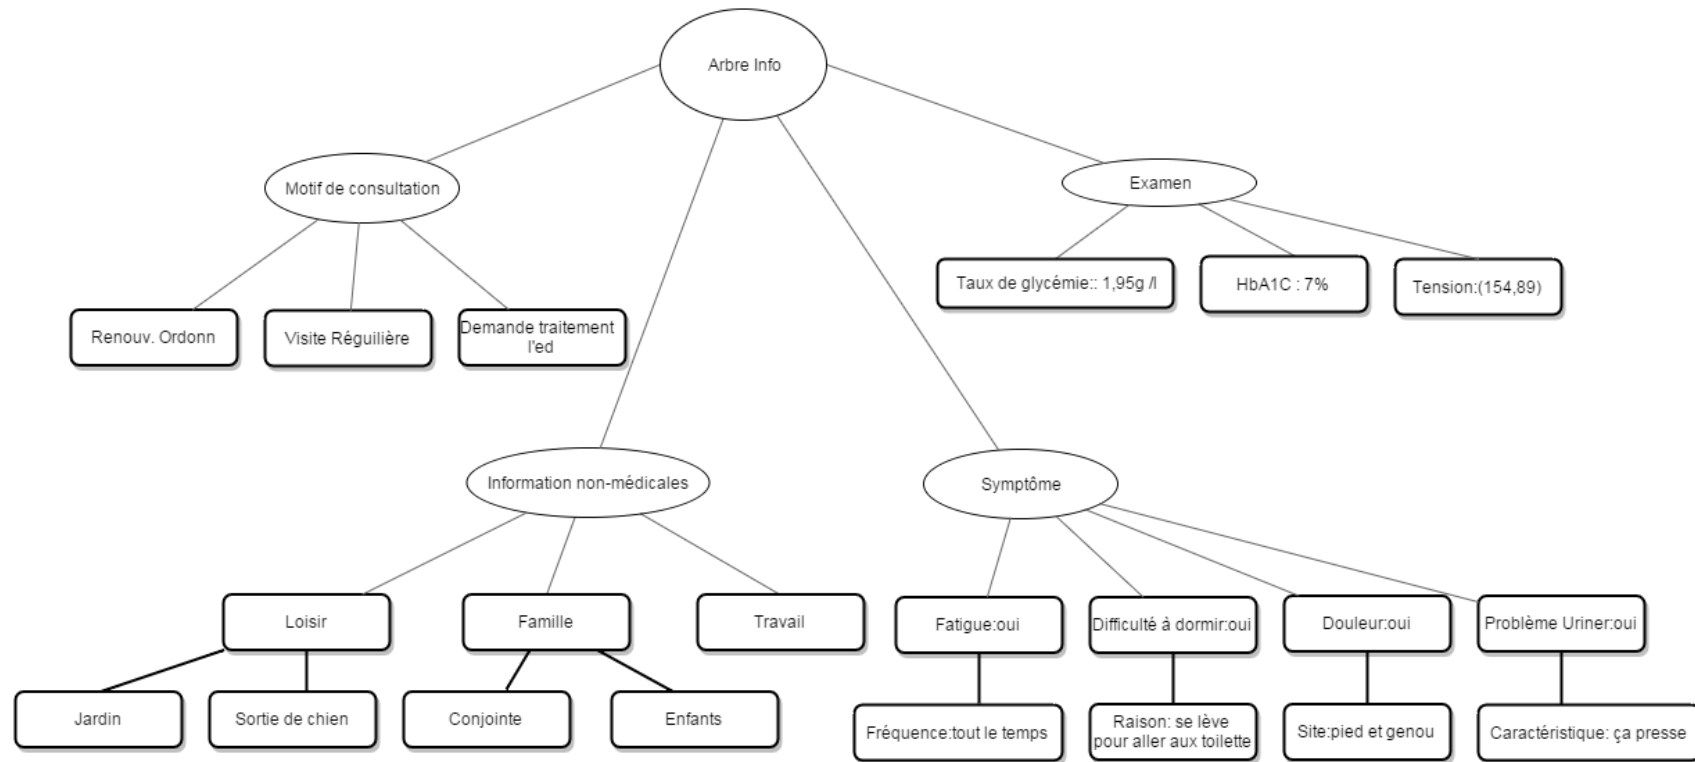 Arbre Info
Motif de consultation
Examen
Renouv. Ordonn
Visite Réguilière
Demande traitement
l'ed
Taux de glycémie:: 1,95g /l
HbA1C : 7%
Tension:(154,89)
Information non-médicales
Symptôme
Loisir
Famille
Travail
Fatigue:oui
Difficulté à dormir:oui
Douleur:oui
Problème Uriner:oui
Jardin
Sortie de chien
Conjointe
Enfants
Fréquence:tout le temps
Raison: se lève
pour aller aux toilette
Site:pied et genou
Caractéristique: ça presse